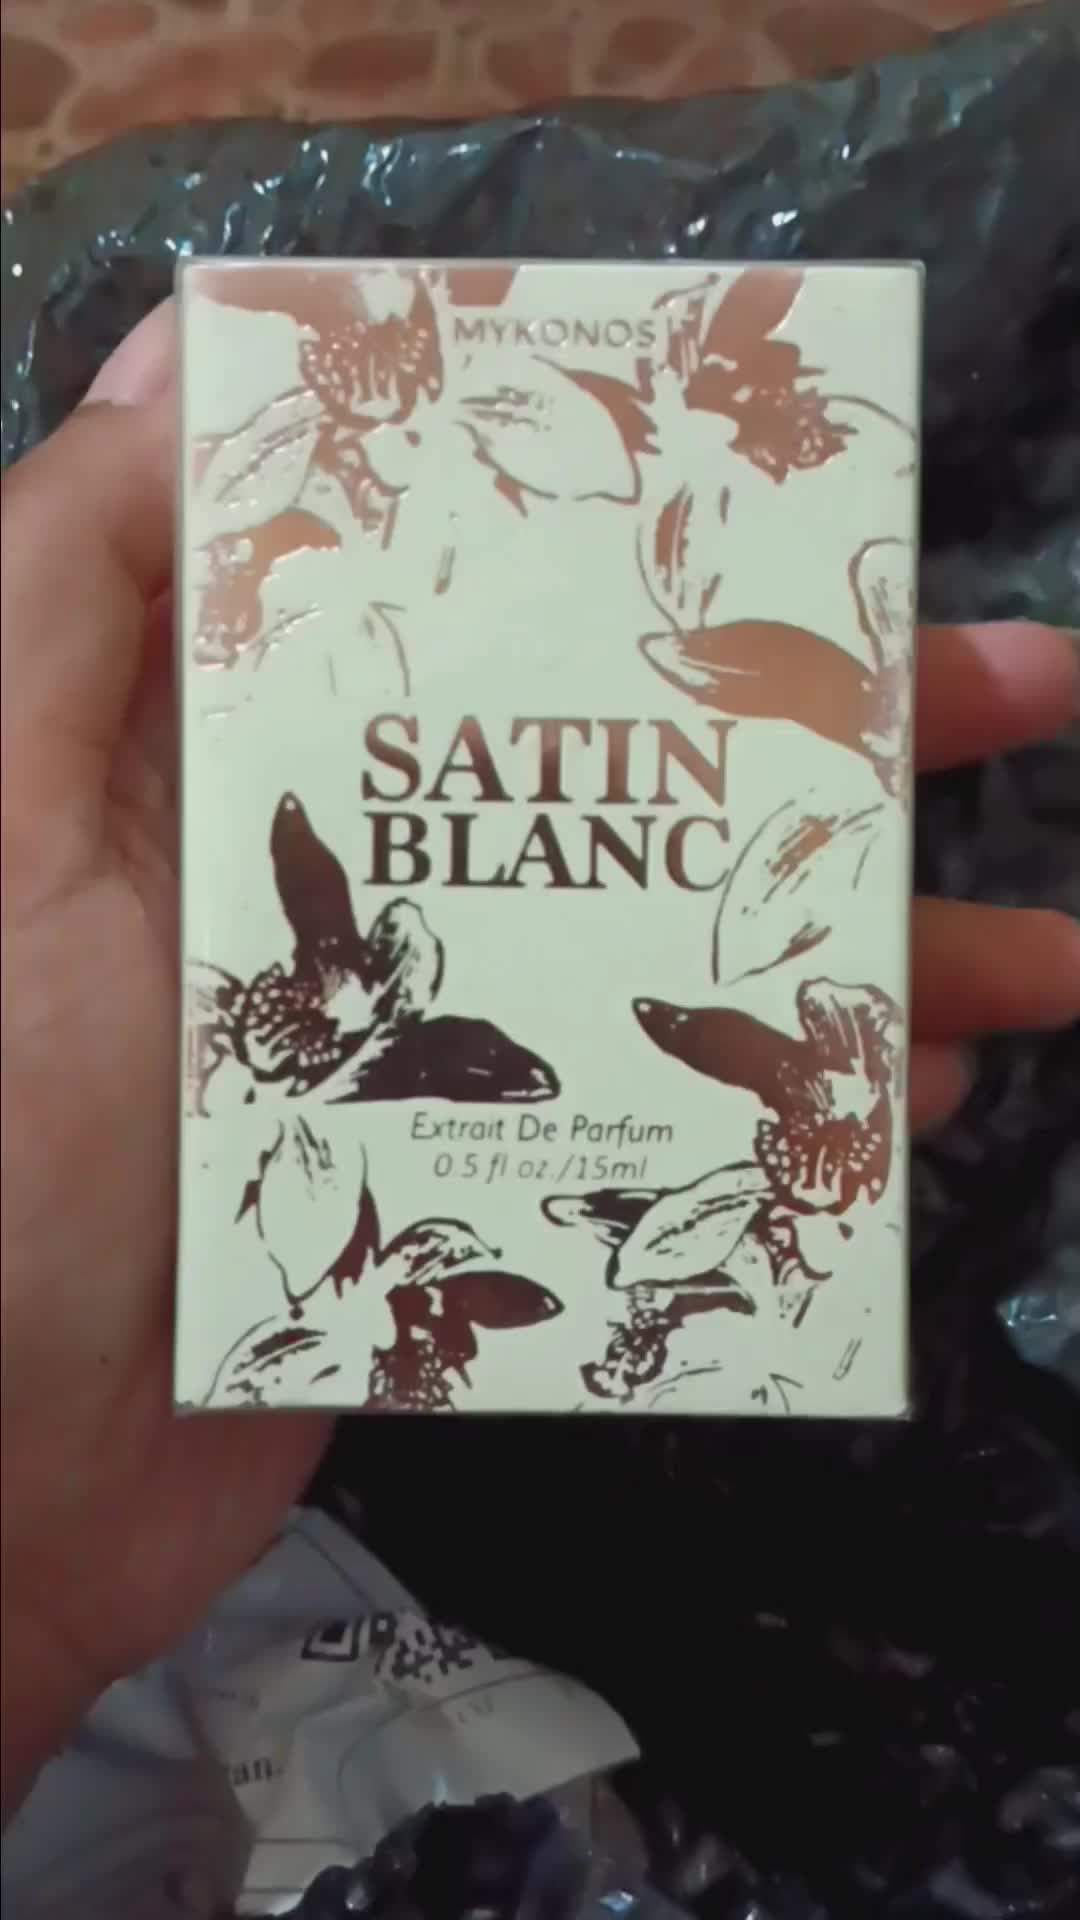 MYKONOS
SATIN
BLANC
Extrait De Parfum
0.5 fl oz./15ml